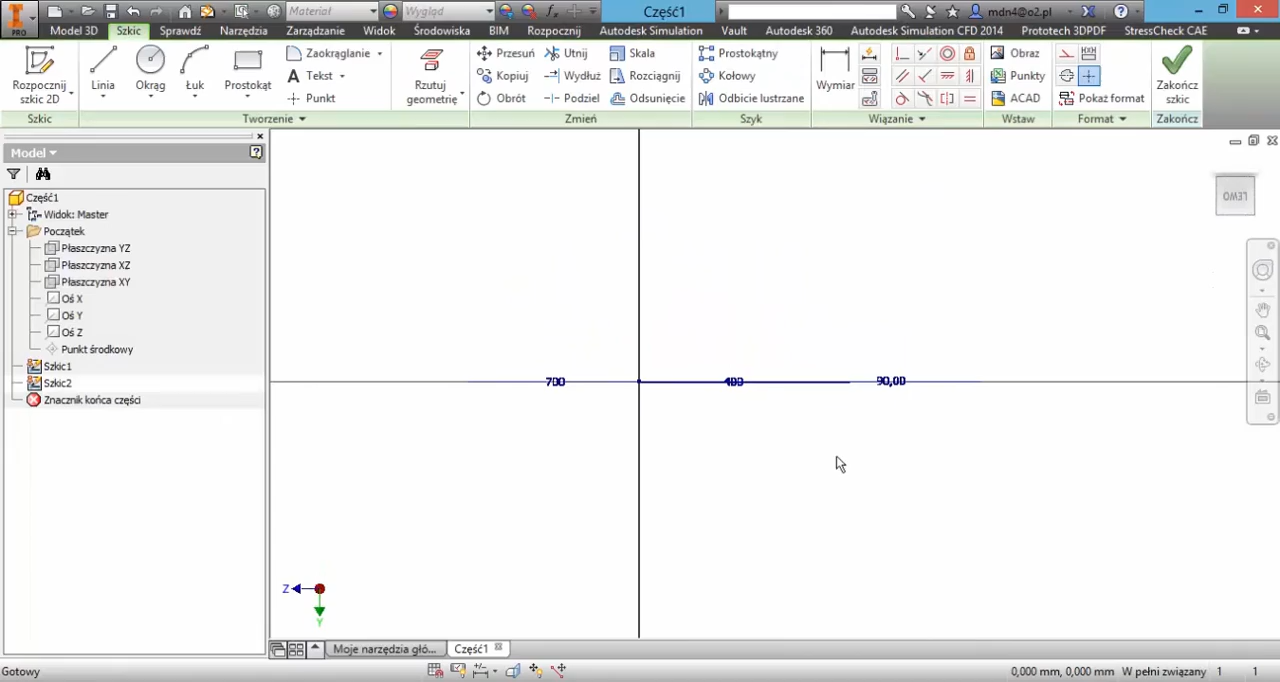 Materiał
Wygląd
Część1
mdn4@o2.pl
PRO
Model 3D
Szkic
Sprawdź
Narzędzia
Zarządzanie
Widok
Środowiska
BIM
Rozpocznij
Autodesk Simulation
Vault
Autodesk 360
Autodesk Simulation CFD 2014
Prototech 3DPDF
StressCheck CAE
Rozpocznij
szkic 2D
Linia
Okrąg
Łuk
Prostokąt
Zaokrąglanie
Tekst
Punkt
Rzutuj
geometrię
Przesuń
Kopiuj
Obrót
Utnij
Wydłuż
Podziel
Skala
Rozciągnij
Odsunięcie
Prostokątny
Kołowy
Odbicie lustrzane
Wymiar
Obraz
Punkty
ACAD
Pokaż format
Zakończ
szkic
Szkic
Tworzenie
Zmień
Szyk
Wiązanie
Wstaw
Format
Zakończ
Model
Część1
Widok: Master
Początek
Płaszczyzna YZ
Płaszczyzna XZ
Płaszczyzna XY
Oś X
Oś Y
Oś Z
Punkt środkowy
Szkic1
Szkic2
Znacznik końca części
LEWO
700
90,00
Z
Y
Moje narzędzia głó...
Część1
Gotowy
0,000 mm, 0,000 mm
W pełni związany
1
1